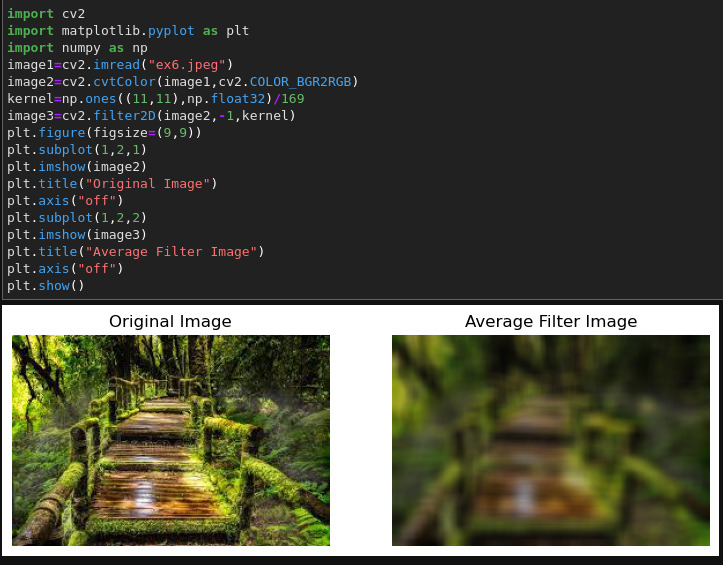 import cv2
import matplotlib.pyplot as plt
import numpy as np
image1=cv2.imread("ex6.jpeg")
image2=cv2.cvtColor(image1,cv2.COLOR_BGR2RGB)
kernel=np.ones((11,11),np.float32)/169
image3=cv2.filter2D(image2,-1,kernel)
plt.figure(figsize=(9,9))
plt.subplot(1,2,1)
plt.imshow(image2)
plt.title("Original Image")
plt.axis("off")
plt.subplot(1,2,2)
plt.imshow(image3)
plt.title("Average Filter Image")
plt.axis("off")
plt.show()
Original Image
Average Filter Image